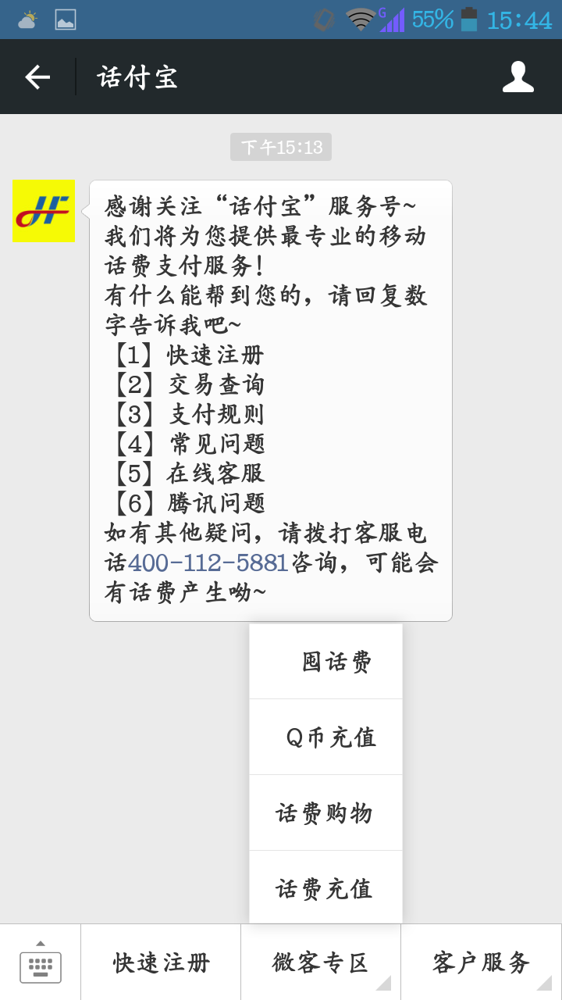 G 55% 15:44
话付宝
下午15:13
感谢关注“话付宝”服务号~
我们将为您提供最专业的移动
话费支付服务！
有什么能帮到您的，请回复数
字告诉我吧~
【1】快速注册
【2】交易查询
【3】支付规则
【4】常见问题
【5】在线客服
【6】腾讯问题
如有其他疑问，请拨打客服电
话400-112-5881咨询，可能会
有话费产生呦~
囤话费
Q币充值
话费购物
话费充值
快速注册 微客专区 客户服务